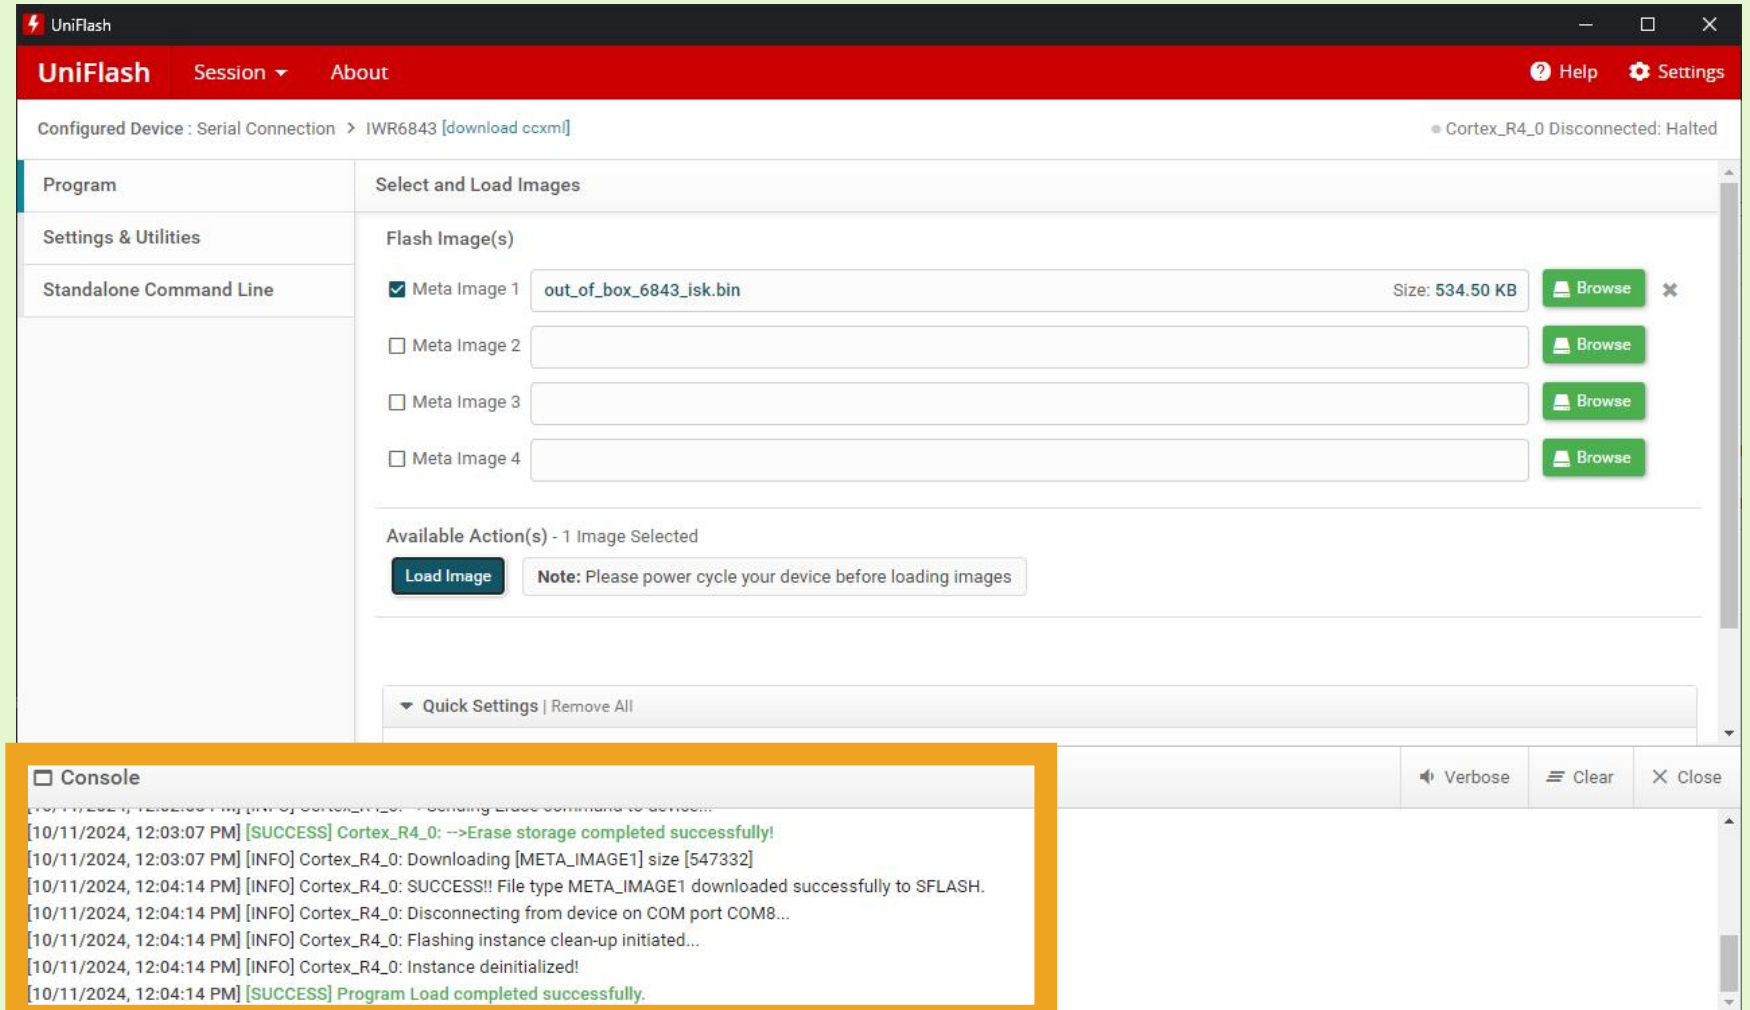 UniFlash
UniFlash Session About Help Settings
Configured Device : Serial Connection > IWR6843 [download ccxml] Cortex_R4_0 Disconnected: Halted
Program
Settings & Utilities
Standalone Command Line
Select and Load Images
Flash Image(s)
Meta Image 1 out_of_box_6843_isk.bin Size: 534.50 KB Browse
Meta Image 2 Browse
Meta Image 3 Browse
Meta Image 4 Browse
Available Action(s) - 1 Image Selected
Load Image Note: Please power cycle your device before loading images
Quick Settings | Remove All
Console Verbose Clear Close
[INFO] Cortex_R4_0: --> Sending Erase command to device...
[10/11/2024, 12:03:07 PM] [SUCCESS] Cortex_R4_0: -->Erase storage completed successfully!
[10/11/2024, 12:03:07 PM] [INFO] Cortex_R4_0: Downloading [META_IMAGE1] size [547332]
[10/11/2024, 12:04:14 PM] [INFO] Cortex_R4_0: SUCCESS!! File type META_IMAGE1 downloaded successfully to SFLASH.
[10/11/2024, 12:04:14 PM] [INFO] Cortex_R4_0: Disconnecting from device on COM port COM8...
[10/11/2024, 12:04:14 PM] [INFO] Cortex_R4_0: Flashing instance clean-up initiated...
[10/11/2024, 12:04:14 PM] [INFO] Cortex_R4_0: Instance deinitialized!
[10/11/2024, 12:04:14 PM] [SUCCESS] Program Load completed successfully.